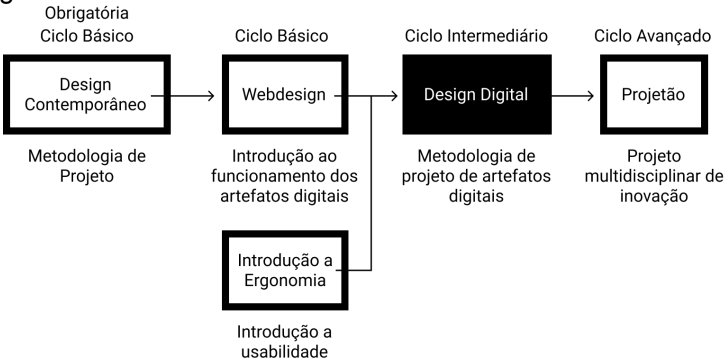 Obrigatória
Ciclo Básico
Ciclo Básico
Ciclo Intermediário
Ciclo Avançado
Design
Contemporâneo
Webdesign
Design Digital
Projetão
Metodologia de
Projeto
Introdução ao
funcionamento dos
artefatos digitais
Metodologia de
projeto de artefatos
digitais
Projeto
multidisciplinar de
inovação
Introdução a
Ergonomia
Introdução a
usabilidade